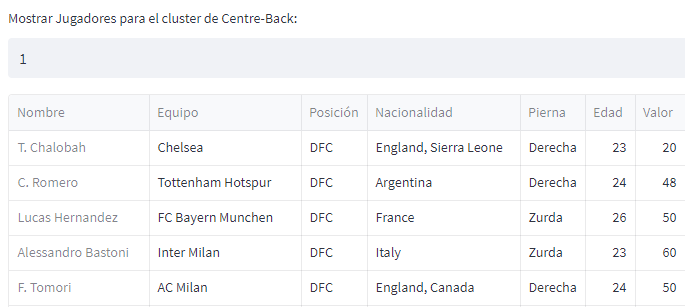 Mostrar Jugadores para el cluster de Centre-Back:
1
Nombre Equipo Posición Nacionalidad Pierna Edad Valor
T. Chalobah Chelsea DFC England, Sierra Leone Derecha 23 20
C. Romero Tottenham Hotspur DFC Argentina Derecha 24 48
Lucas Hernandez FC Bayern Munchen DFC France Zurda 26 50
Alessandro Bastoni Inter Milan DFC Italy Zurda 23 60
F. Tomori AC Milan DFC England, Canada Derecha 24 50